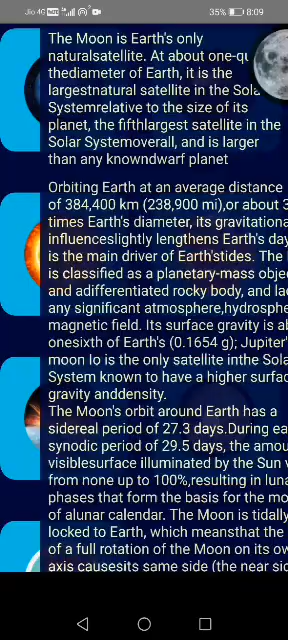 Jio 4G 35% 8:09
The Moon is Earth's only
naturalsatellite. At about one-qu
thediameter of Earth, it is the
largestnatural satellite in the Sola
Systemrelative to the size of its
planet, the fifthlargest satellite in the
Solar Systemoverall, and is larger
than any knowndwarf planet
Orbiting Earth at an average distance
of 384,400 km (238,900 mi),or about 3
times Earth's diameter, its gravitationa
influenceslightly lengthens Earth's day
is the main driver of Earth'stides. The
is classified as a planetary-mass obje
and adifferentiated rocky body, and la
any significant atmosphere,hydrosphe
magnetic field. Its surface gravity is ab
onesixth of Earth's (0.1654 g); Jupiter'
moon Io is the only satellite inthe Sola
System known to have a higher surfac
gravity anddensity.
The Moon's orbit around Earth has a
sidereal period of 27.3 days.During ea
synodic period of 29.5 days, the amou
visiblesurface illuminated by the Sun v
from none up to 100%,resulting in luna
phases that form the basis for the mo
of alunar calendar. The Moon is tidally
locked to Earth, which meansthat the
of a full rotation of the Moon on its ow
axis causesits same side (the near sid